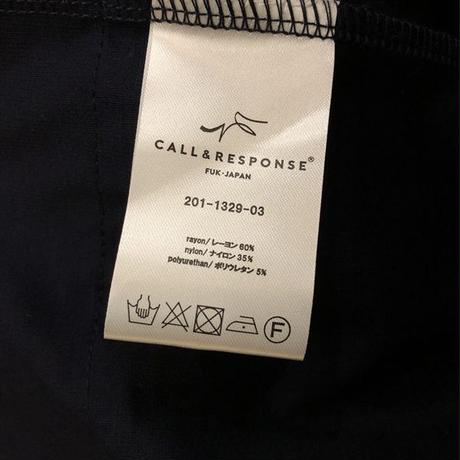 CALL&RESPONSE®
FUK-JAPAN
201-1329-03
rayon/レーヨン 60%
nylon/ナイロン 35%
polyurethan/ポリウレタン 5%
F